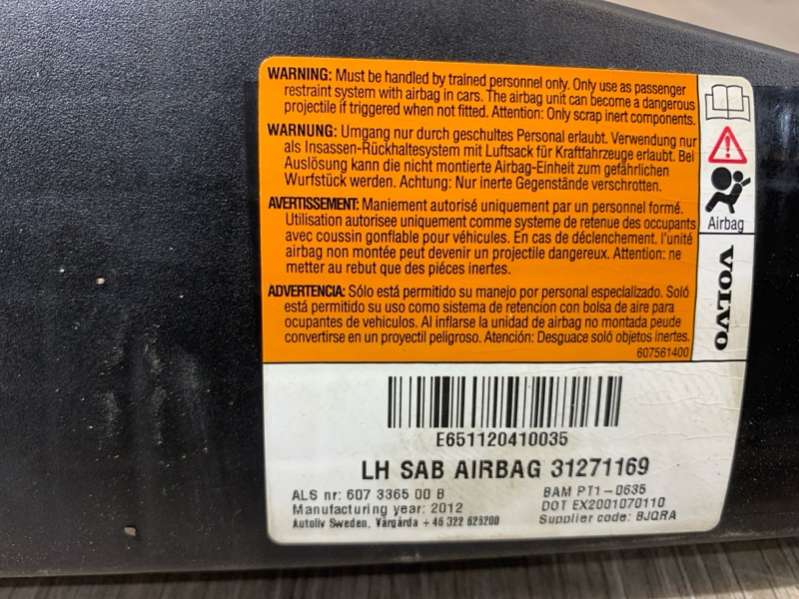 WARNING: Must be handled by trained personnel only. Only use as passenger
restraint system with airbag in cars. The airbag unit can become a dangerous
projectile if triggered when not fitted. Attention: Only scrap inert components.
WARNUNG: Umgang nur durch geschultes Personal erlaubt. Verwendung nur
als Insassen-Rückhaltesystem mit Luftsack für Kraftfahrzeuge erlaubt. Bei
Auslösung kann die nicht montierte Airbag-Einheit zum gefährlichen
Wurfstück werden. Achtung: Nur inerte Gegenstände verschrotten.
AVERTISSEMENT: Maniement autorisé uniquement par un personnel formé.
Utilisation autorisee uniquement comme systeme de retenue des occupants
avec coussin gonflable pour véhicules. En cas de déclenchement, l'unité
airbag non montée peut devenir un projectile dangereux. Attention: ne
metter au rebut que des piéces inertes.
ADVERTENCIA: Sólo está permitido su manejo por personal especializado. Soló
está permitido su uso como sistema de retencion con bolsa de aire para
ocupantes de vehiculos. Al inflarse la unidad de airbag no montada peude
convertirse en un proyectil peligroso. Atención: Desguace soló objetos inertes.
607561400
Airbag
VOLVO
E651120410035
LH SAB AIRBAG 31271169
ALS nr: 607 3365 00 B
Manufacturing year: 2012
Autoliv Sweden, Vårgårda +46 322 626200
BAM PT1-0635
DOT EX2001070110
Supplier code: BJQRA